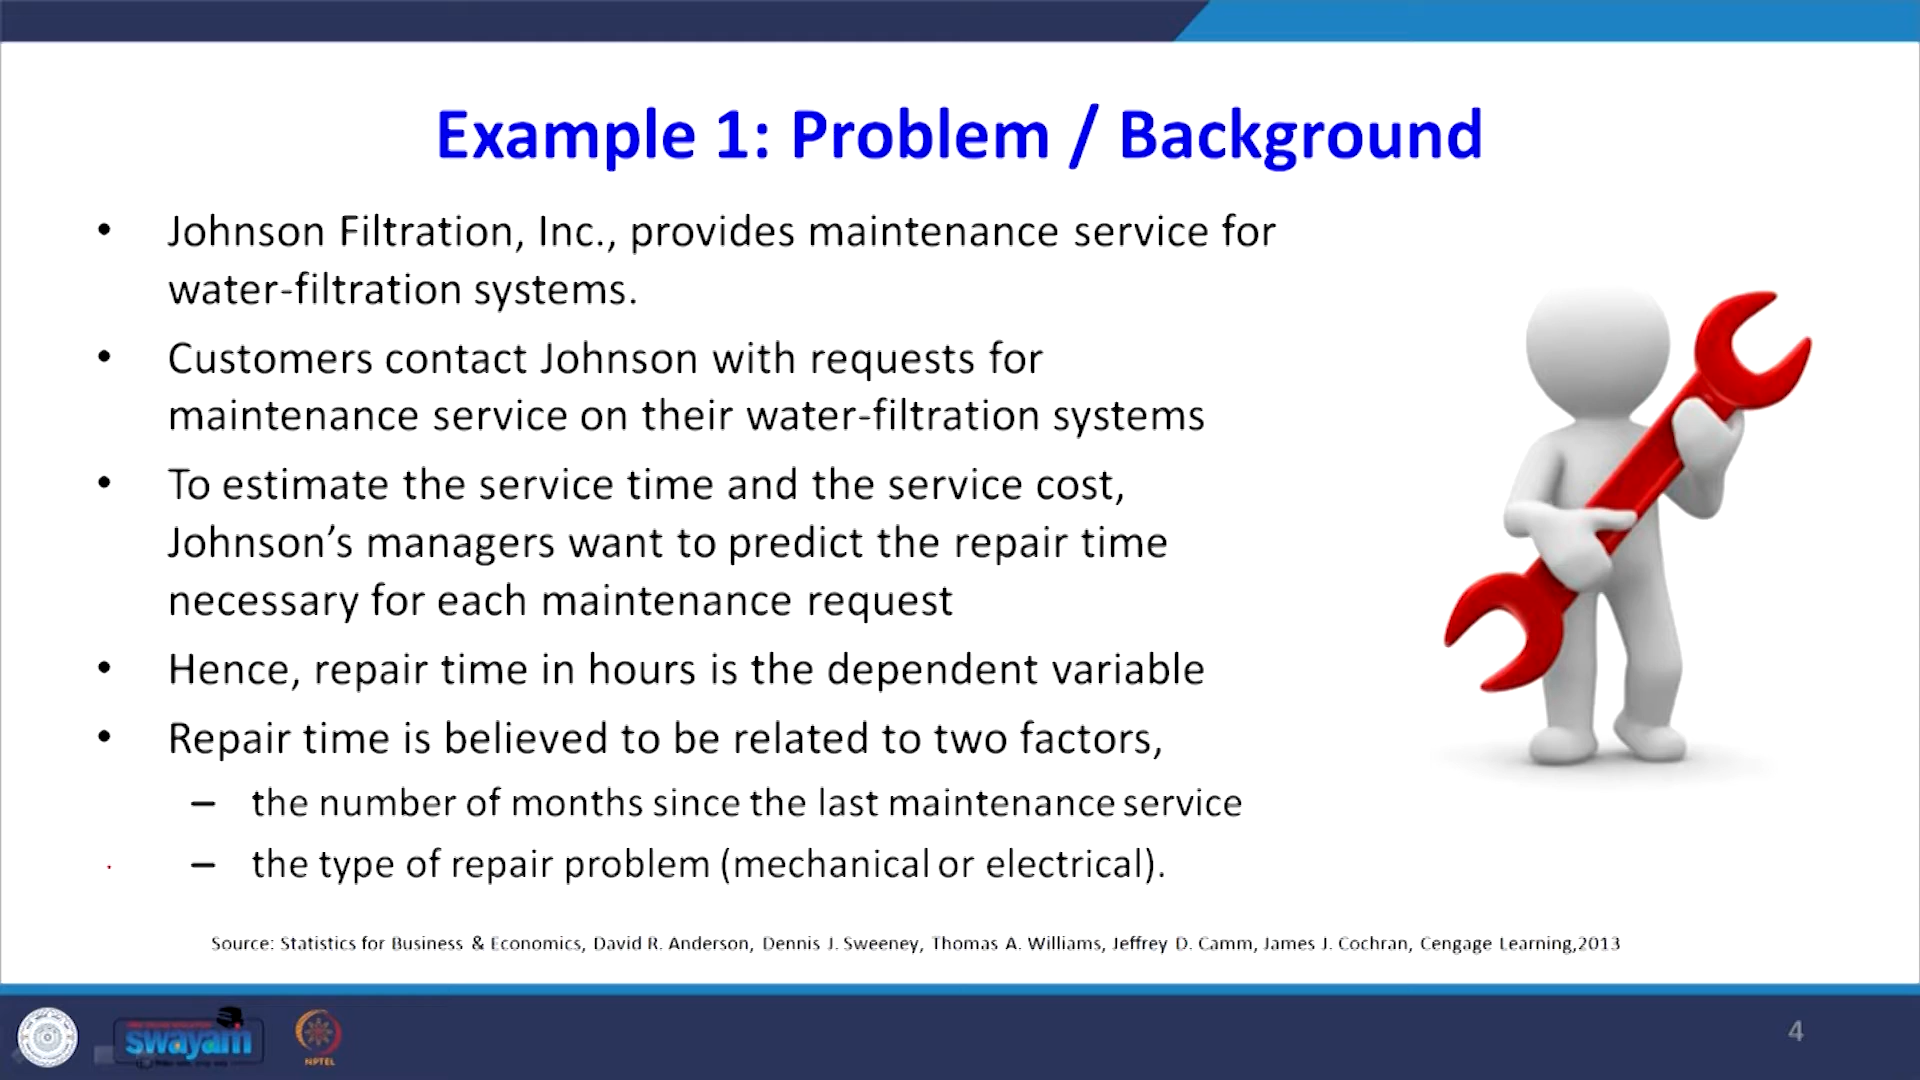 Example 1: Problem / Background
• Johnson Filtration, Inc., provides maintenance service for
water-filtration systems.
• Customers contact Johnson with requests for
maintenance service on their water-filtration systems
• To estimate the service time and the service cost,
Johnson’s managers want to predict the repair time
necessary for each maintenance request
• Hence, repair time in hours is the dependent variable
• Repair time is believed to be related to two factors,
– the number of months since the last maintenance service
– the type of repair problem (mechanical or electrical).
Source: Statistics for Business & Economics, David R. Anderson, Dennis J. Sweeney, Thomas A. Williams, Jeffrey D. Camm, James J. Cochran, Cengage Learning,2013
swayam
NPTEL
4